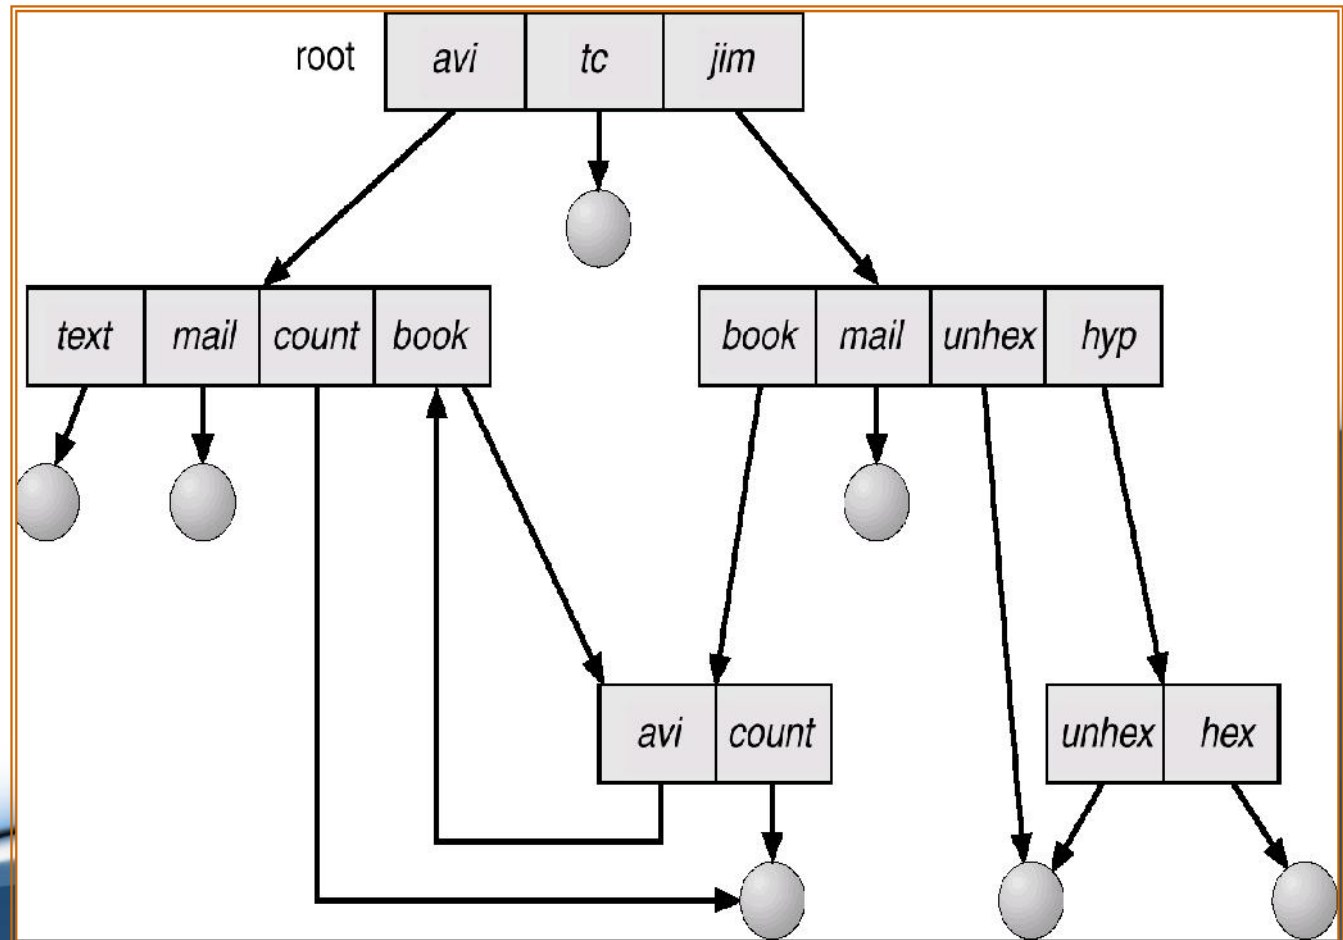 root avi tc jim
text mail count book
book mail unhex hyp
avi count
unhex hex